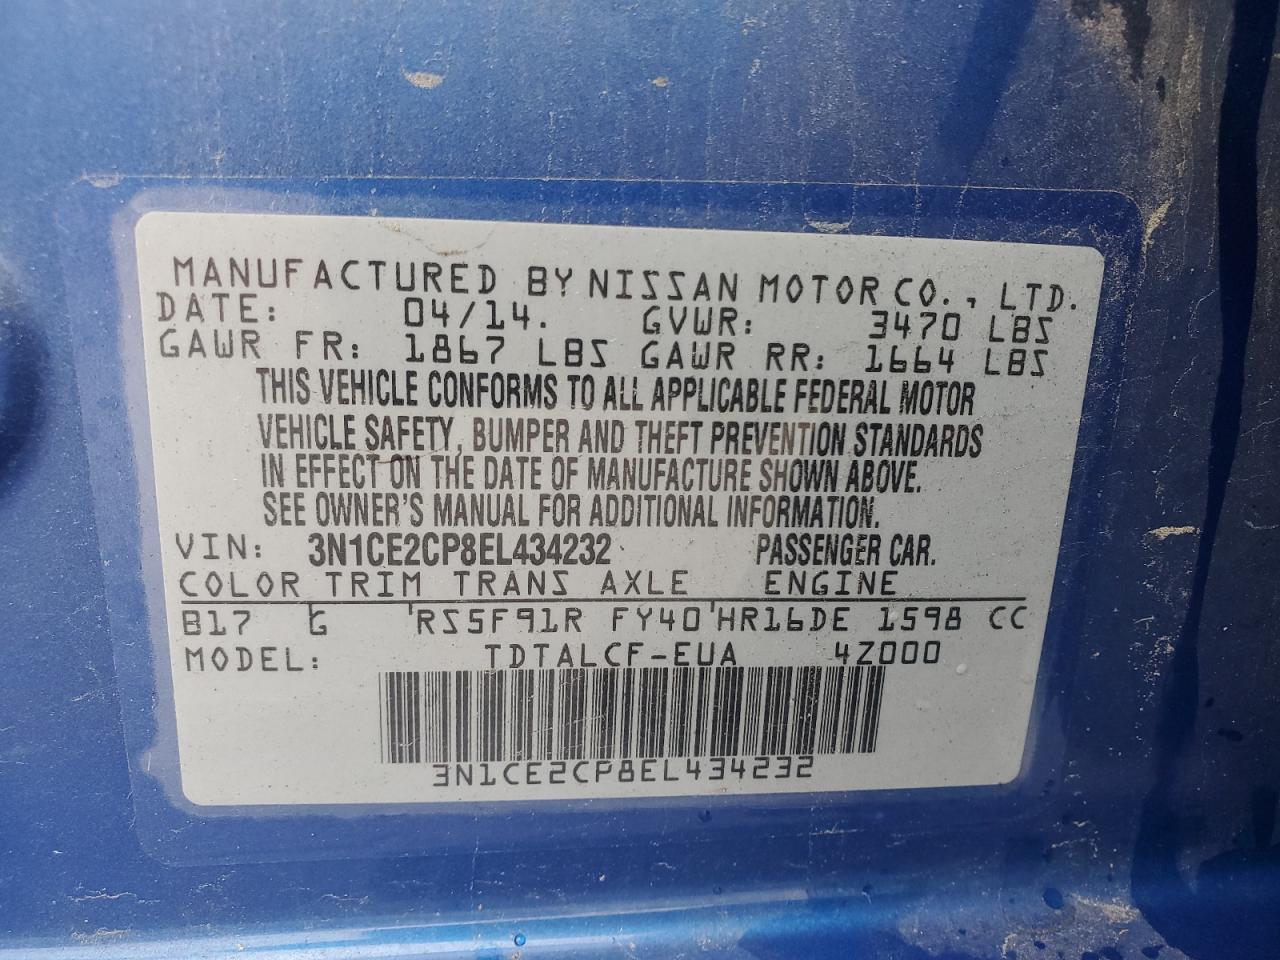 MANUFACTURED BY NISSAN MOTOR CO., LTD.
DATE: 04/14. GVWR: 3470 LBS
GAWR FR: 1867 LBS GAWR RR: 1664 LBS
THIS VEHICLE CONFORMS TO ALL APPLICABLE FEDERAL MOTOR
VEHICLE SAFETY, BUMPER AND THEFT PREVENTION STANDARDS
IN EFFECT ON THE DATE OF MANUFACTURE SHOWN ABOVE.
SEE OWNER'S MANUAL FOR ADDITIONAL INFORMATION.
VIN: 3N1CE2CP8EL434232 PASSENGER CAR.
COLOR TRIM TRANS AXLE ENGINE
B17 G RS5F91R FY40 HR16DE 1598 CC
MODEL: TDTALCF-EUA 4Z000
3N1CE2CP8EL434232